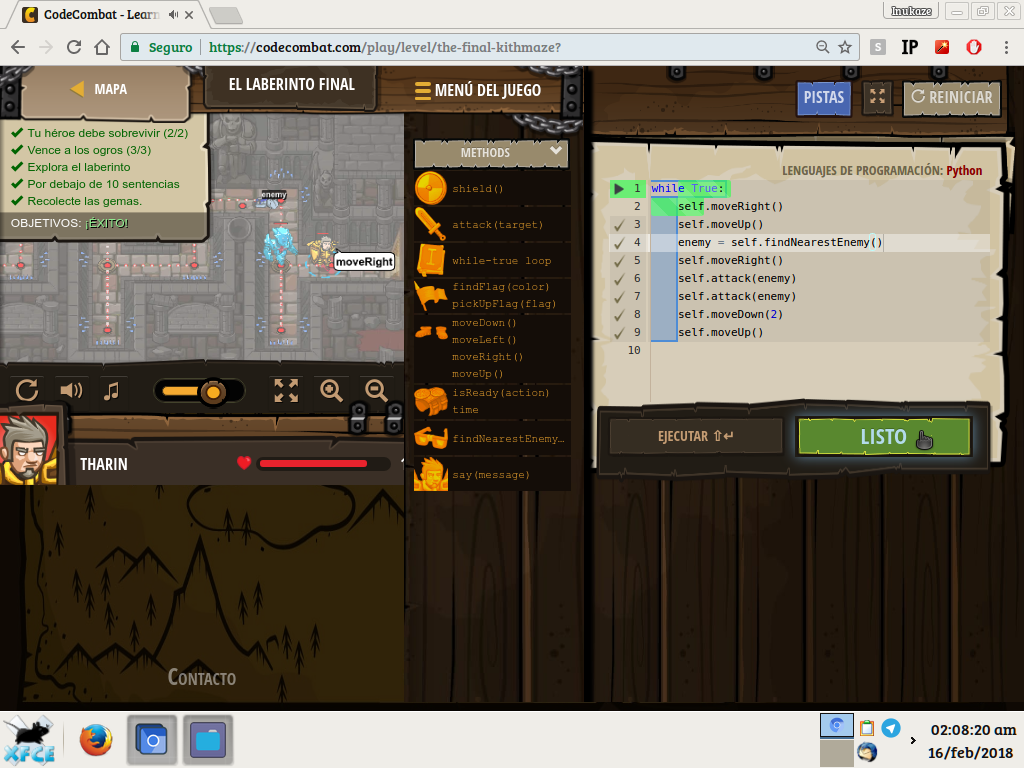 CodeCombat - Learn
Inukaze
Seguro
https://codecombat.com/play/level/the-final-kithmaze?
S
IP
MAPA
EL LABERINTO FINAL
MENÚ DEL JUEGO
PISTAS
REINICIAR
Tu héroe debe sobrevivir (2/2)
Vence a los ogros (3/3)
Explora el laberinto
Por debajo de 10 sentencias
Recolecte las gemas.
OBJETIVOS: ¡ÉXITO!
enemy
moveRight
METHODS
shield()
attack(target)
while-true loop
findFlag(color)
pickUpFlag(flag)
moveDown()
moveLeft()
moveRight()
moveUp()
isReady(action)
time
findNearestEnemy…
say(message)
LENGUAJES DE PROGRAMACIÓN: Python
1 while True:
2 self.moveRight()
3 self.moveUp()
4 enemy = self.findNearestEnemy()
5 self.moveRight()
6 self.attack(enemy)
7 self.attack(enemy)
8 self.moveDown(2)
9 self.moveUp()
10
EJECUTAR ⇧↵
LISTO
THARIN
CONTACTO
XFCE
02:08:20 am
16/feb/2018